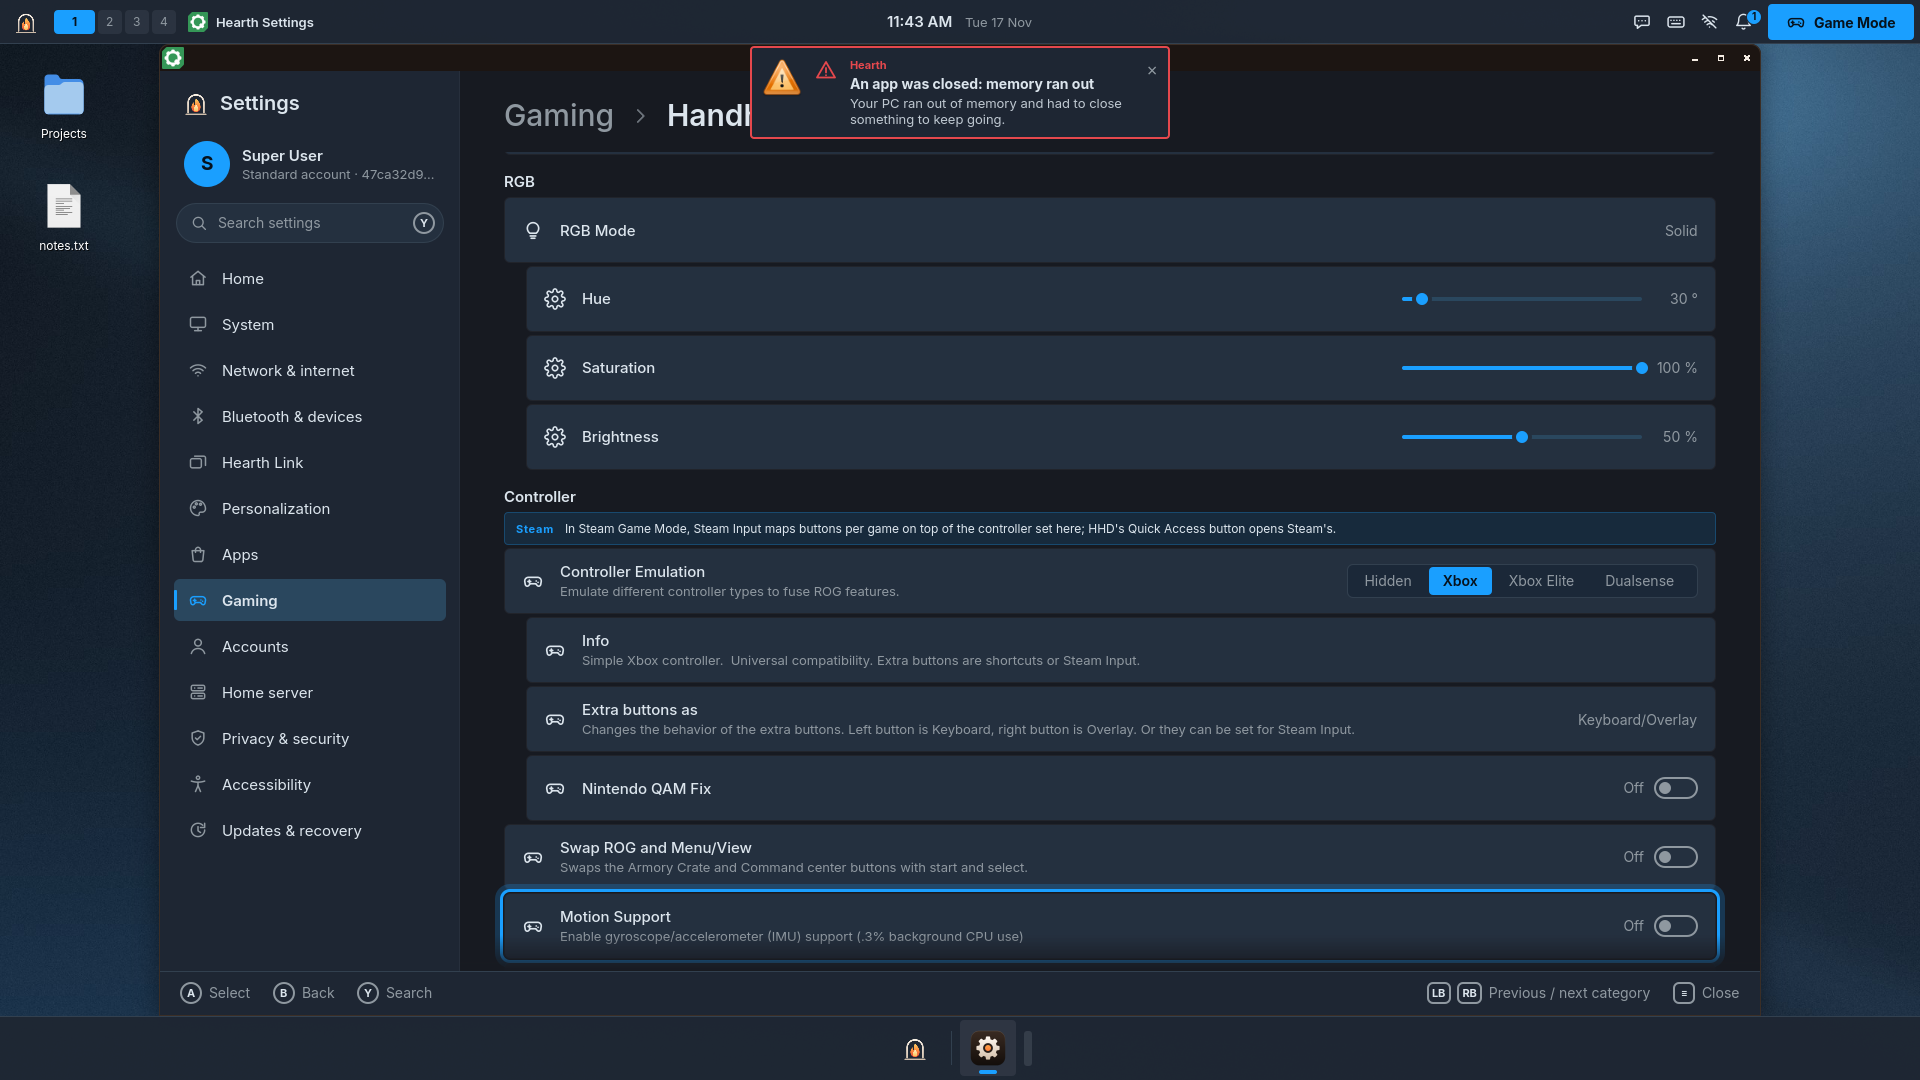 1 2 3 4 Hearth Settings
11:43 AM Tue 17 Nov
1
Game Mode
Projects
notes.txt
Hearth
An app was closed: memory ran out
Your PC ran out of memory and had to close
something to keep going.
Settings
S
Super User
Standard account · 47ca32d9...
Search settings Y
Home
System
Network & internet
Bluetooth & devices
Hearth Link
Personalization
Apps
Gaming
Accounts
Home server
Privacy & security
Accessibility
Updates & recovery
Gaming
RGB
RGB Mode Solid
Hue 30 °
Saturation 100 %
Brightness 50 %
Controller
Steam In Steam Game Mode, Steam Input maps buttons per game on top of the controller set here; HHD's Quick Access button opens Steam's.
Controller Emulation
Emulate different controller types to fuse ROG features.
Hidden Xbox Xbox Elite Dualsense
Info
Simple Xbox controller.  Universal compatibility. Extra buttons are shortcuts or Steam Input.
Extra buttons as
Changes the behavior of the extra buttons. Left button is Keyboard, right button is Overlay. Or they can be set for Steam Input.
Keyboard/Overlay
Nintendo QAM Fix Off
Swap ROG and Menu/View
Swaps the Armory Crate and Command center buttons with start and select.
Off
Motion Support
Enable gyroscope/accelerometer (IMU) support (.3% background CPU use)
Off
A Select B Back Y Search
LB RB Previous / next category Close